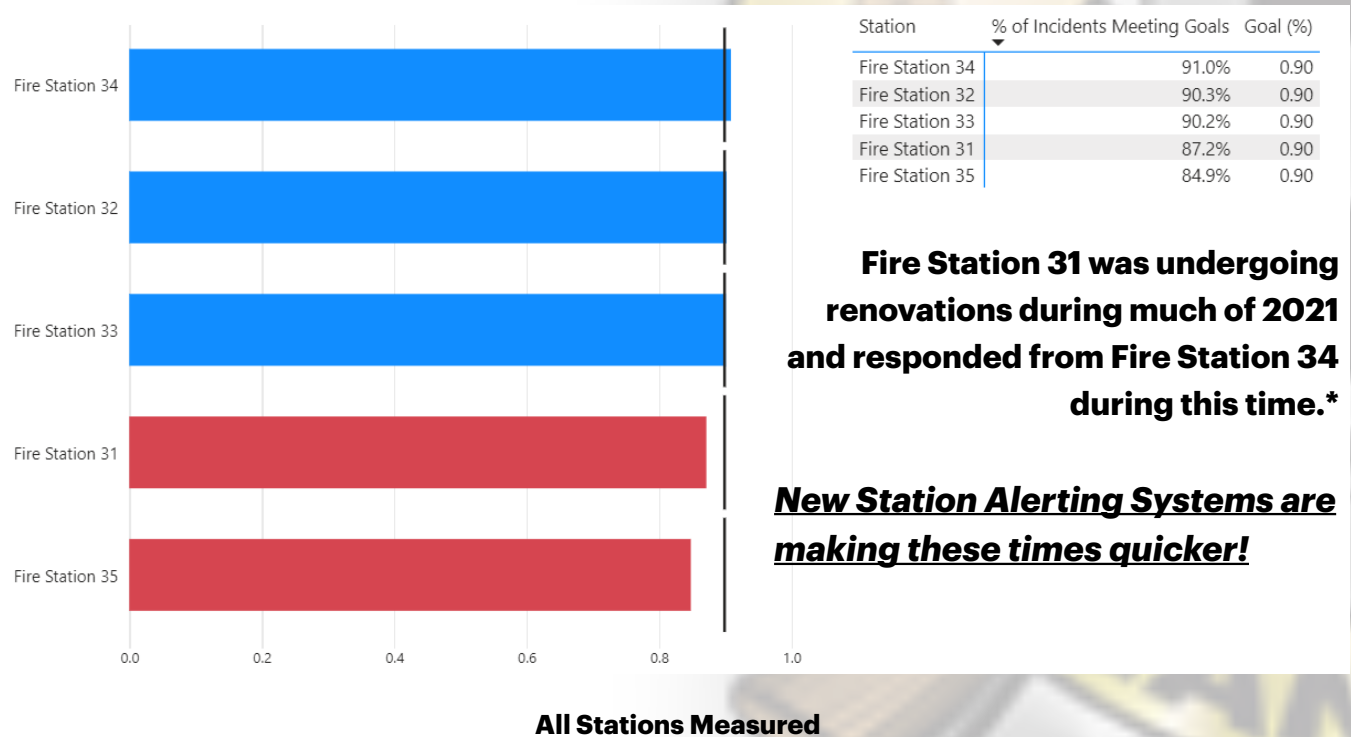 Station % of Incidents Meeting Goals Goal (%)
Fire Station 34 91.0% 0.90
Fire Station 32 90.3% 0.90
Fire Station 33 90.2% 0.90
Fire Station 31 87.2% 0.90
Fire Station 35 84.9% 0.90
Fire Station 34
Fire Station 32
Fire Station 33
Fire Station 31
Fire Station 35
0.0 0.2 0.4 0.6 0.8 1.0
Fire Station 31 was undergoing
renovations during much of 2021
and responded from Fire Station 34
during this time.*
New Station Alerting Systems are
making these times quicker!
All Stations Measured